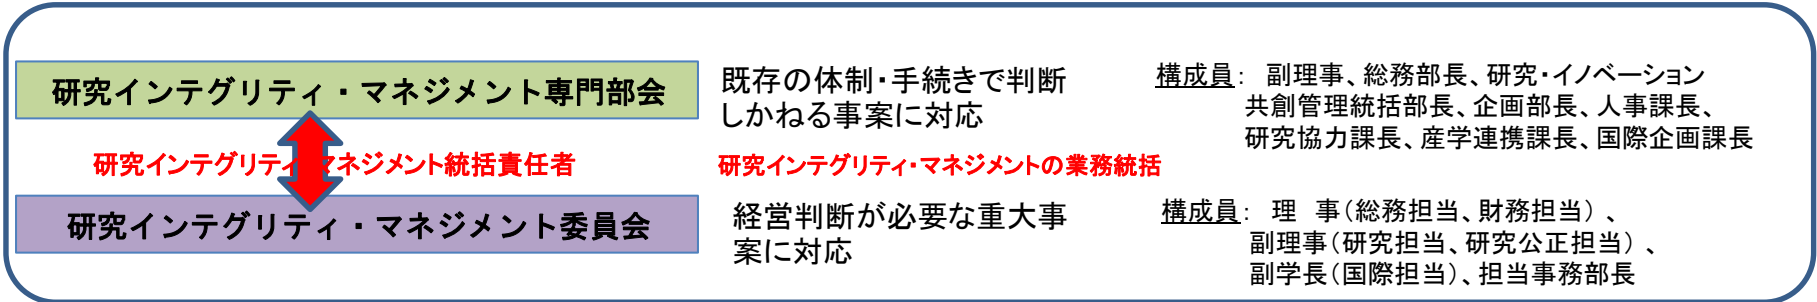 研究インテグリティ・マネジメント専門部会
既存の体制・手続きで判断
しかねる事案に対応
構成員： 副理事、総務部長、研究・イノベーション
共創管理統括部長、企画部長、人事課長、
研究協力課長、産学連携課長、国際企画課長
研究インテグリティ マネジメント統括責任者
研究インテグリティ・マネジメントの業務統括
研究インテグリティ・マネジメント委員会
経営判断が必要な重大事
案に対応
構成員： 理　事（総務担当、財務担当）、
副理事（研究担当、研究公正担当）、
副学長（国際担当）、担当事務部長